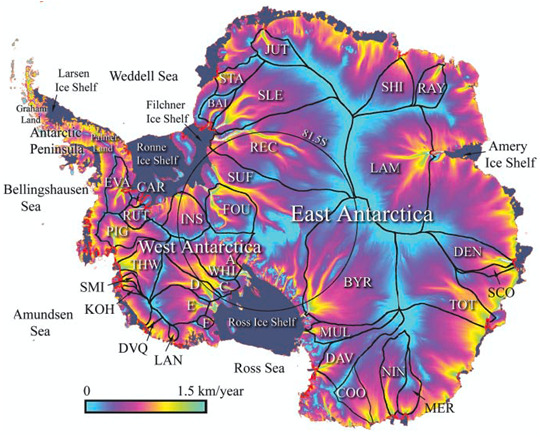 JUT
Weddell Sea
Larsen
Ice Shelf
STA
SHI
RAY
BAI
SLE
Filchner
Ice Shelf
Graham
Land
81.5S
Antarctic
Peninsula
Palmer
Land
Ronne
Ice Shelf
REC
Amery
Ice Shelf
LAM
SUF
EVA
CAR
Bellingshausen
Sea
INS
FOU
RUT
East Antarctica
PIG
West Antarctica
DEN
THW
A
WHI
SMI
D
C
BYR
SCO
KOH
E
TOT
Amundsen
Sea
F
Ross Ice Shelf
MUL
DVQ
LAN
Ross Sea
DAV
NIN
COO
MER
0
1.5 km/year